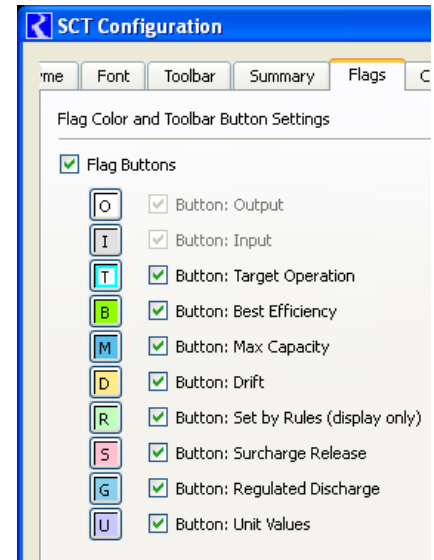 SCT Configuration
me Font Toolbar Summary Flags C
Flag Color and Toolbar Button Settings
Flag Buttons
O Button: Output
I Button: Input
T Button: Target Operation
B Button: Best Efficiency
M Button: Max Capacity
D Button: Drift
R Button: Set by Rules (display only)
S Button: Surcharge Release
G Button: Regulated Discharge
U Button: Unit Values